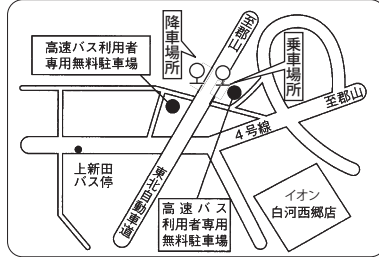 降車場所
至郡山
高速バス利用者
専用無料駐車場
乗車場所
至郡山
4号線
上新田
バス停
東北自動車道
高速バス
利用者専用
無料駐車場
イオン
白河西郷店